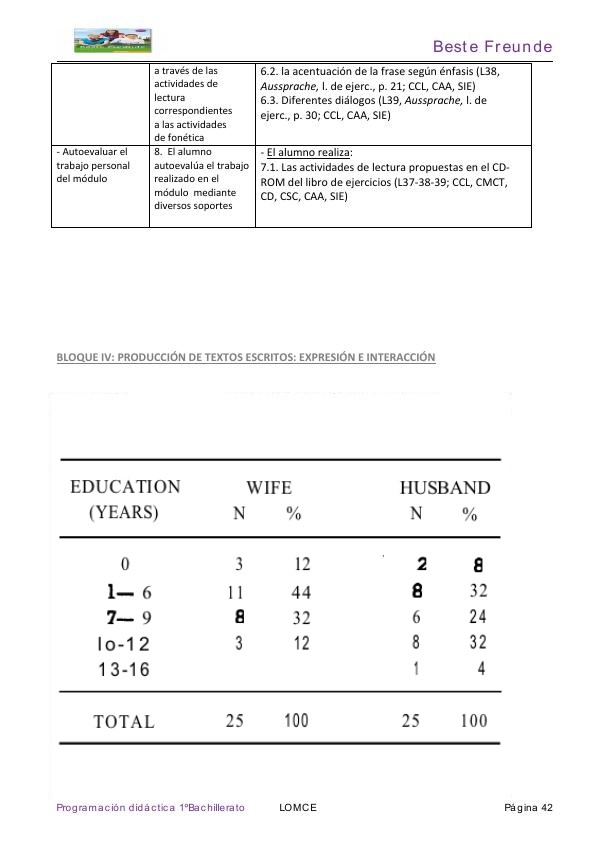 Beste Freunde
Beste Freunde
a través de las
actividades de
lectura
correspondientes
a las actividades
de fonética
6.2. la acentuación de la frase según énfasis (L38,
Aussprache, l. de ejerc., p. 21; CCL, CAA, SIE)
6.3. Diferentes diálogos (L39, Aussprache, l. de
ejerc., p. 30; CCL, CAA, SIE)
- Autoevaluar el
trabajo personal
del módulo
8. El alumno
autoevalúa el trabajo
realizado en el
módulo mediante
diversos soportes
- El alumno realiza:
7.1. Las actividades de lectura propuestas en el CD-
ROM del libro de ejercicios (L37-38-39; CCL, CMCT,
CD, CSC, CAA, SIE)
BLOQUE IV: PRODUCCIÓN DE TEXTOS ESCRITOS: EXPRESIÓN E INTERACCIÓN
EDUCATION WIFE HUSBAND
(YEARS) N % N %
0 3 12 2 8
1— 6 11 44 8 32
7— 9 8 32 6 24
lo-12 3 12 8 32
13-16 1 4
TOTAL 25 100 25 100
Programación didáctica 1ºBachillerato LOMCE Página 42